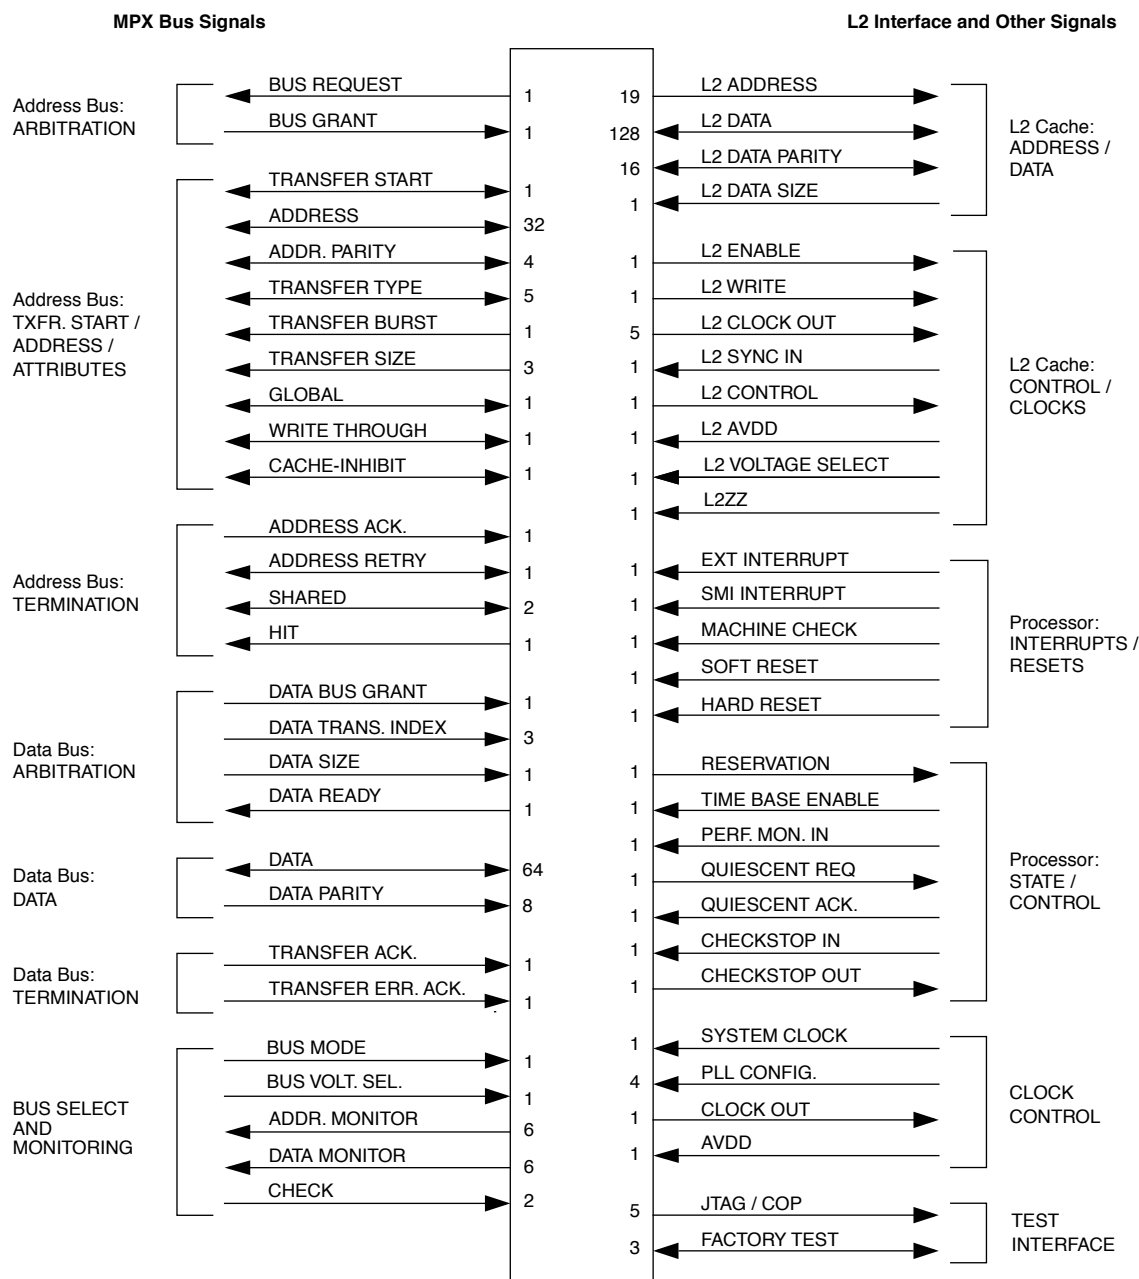 MPX Bus Signals
L2 Interface and Other Signals
Address Bus:
ARBITRATION
BUS REQUEST 1
BUS GRANT 1
Address Bus:
TXFR. START /
ADDRESS /
ATTRIBUTES
TRANSFER START 1
ADDRESS 32
ADDR. PARITY 4
TRANSFER TYPE 5
TRANSFER BURST 1
TRANSFER SIZE 3
GLOBAL 1
WRITE THROUGH 1
CACHE-INHIBIT 1
Address Bus:
TERMINATION
ADDRESS ACK. 1
ADDRESS RETRY 1
SHARED 2
HIT 1
Data Bus:
ARBITRATION
DATA BUS GRANT 1
DATA TRANS. INDEX 3
DATA SIZE 1
DATA READY 1
Data Bus:
DATA
DATA 64
DATA PARITY 8
Data Bus:
TERMINATION
TRANSFER ACK. 1
TRANSFER ERR. ACK. 1
BUS SELECT
AND
MONITORING
BUS MODE 1
BUS VOLT. SEL. 1
ADDR. MONITOR 6
DATA MONITOR 6
CHECK 2
19 L2 ADDRESS
128 L2 DATA
16 L2 DATA PARITY
1 L2 DATA SIZE
L2 Cache:
ADDRESS /
DATA
1 L2 ENABLE
1 L2 WRITE
5 L2 CLOCK OUT
1 L2 SYNC IN
1 L2 CONTROL
1 L2 AVDD
1 L2 VOLTAGE SELECT
1 L2ZZ
L2 Cache:
CONTROL /
CLOCKS
1 EXT INTERRUPT
1 SMI INTERRUPT
1 MACHINE CHECK
1 SOFT RESET
1 HARD RESET
Processor:
INTERRUPTS /
RESETS
1 RESERVATION
1 TIME BASE ENABLE
1 PERF. MON. IN
1 QUIESCENT REQ
1 QUIESCENT ACK.
1 CHECKSTOP IN
1 CHECKSTOP OUT
Processor:
STATE /
CONTROL
1 SYSTEM CLOCK
4 PLL CONFIG.
1 CLOCK OUT
1 AVDD
CLOCK
CONTROL
5 JTAG / COP
3 FACTORY TEST
TEST
INTERFACE